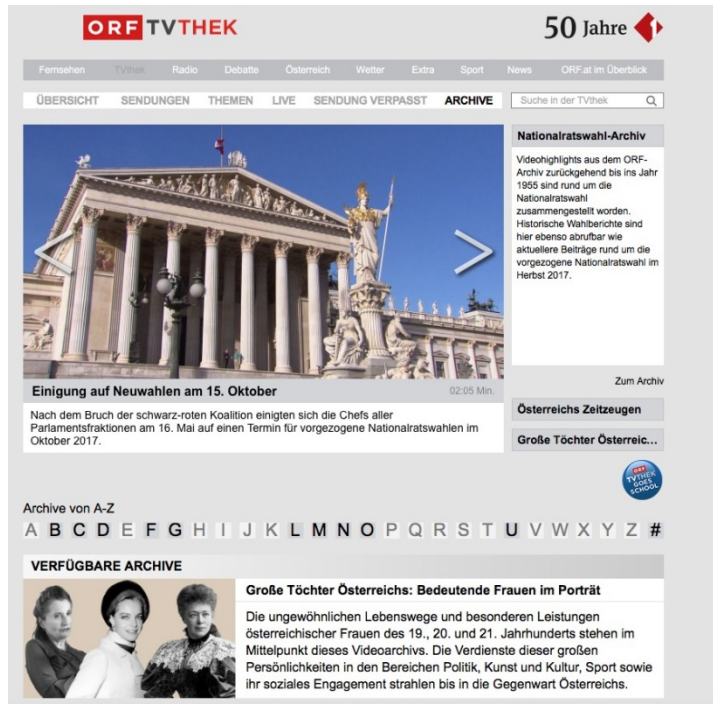 ORF TVTHEK
50 Jahre 1
Fernsehen TVthek Radio Debatte Österreich Wetter Extra Sport News ORF.at im Überblick
ÜBERSICHT SENDUNGEN THEMEN LIVE SENDUNG VERPASST ARCHIVE Suche in der TVthek
Einigung auf Neuwahlen am 15. Oktober 02:05 Min.
Nach dem Bruch der schwarz-roten Koalition einigten sich die Chefs aller
Parlamentsfraktionen am 16. Mai auf einen Termin für vorgezogene Nationalratswahlen im
Oktober 2017.
Nationalratswahl-Archiv
Videohighlights aus dem ORF-
Archiv zurückgehend bis ins Jahr
1955 sind rund um die
Nationalratswahl
zusammengestellt worden.
Historische Wahlberichte sind
hier ebenso abrufbar wie
aktuellere Beiträge rund um die
vorgezogene Nationalratswahl im
Herbst 2017.
Zum Archiv
Österreichs Zeitzeugen
Große Töchter Österreic...
ORF
TVTHEK
GOES
SCHOOL
Archive von A-Z
A B C D E F G H I J K L M N O P Q R S T U V W X Y Z #
VERFÜGBARE ARCHIVE
Große Töchter Österreichs: Bedeutende Frauen im Porträt
Die ungewöhnlichen Lebenswege und besonderen Leistungen
österreichischer Frauen des 19., 20. und 21. Jahrhunderts stehen im
Mittelpunkt dieses Videoarchivs. Die Verdienste dieser großen
Persönlichkeiten in den Bereichen Politik, Kunst und Kultur, Sport sowie
ihr soziales Engagement strahlen bis in die Gegenwart Österreichs.